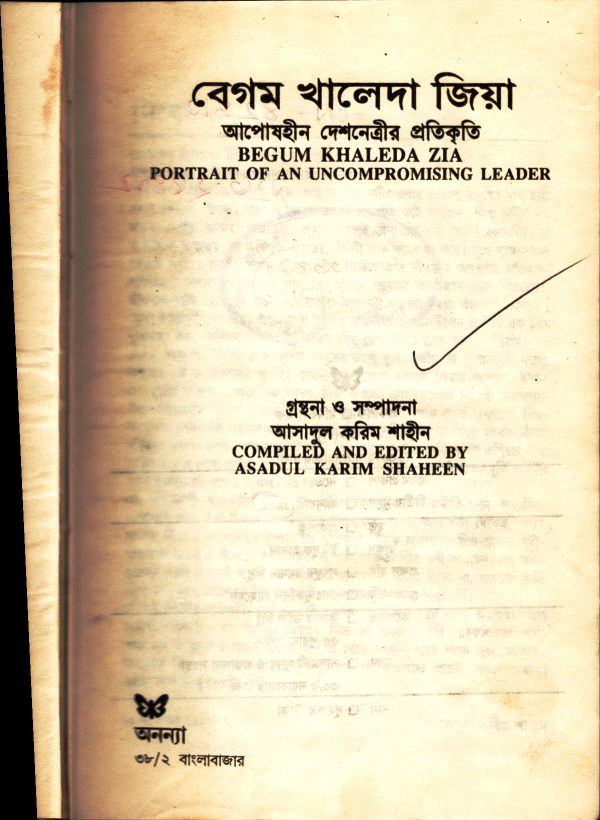 বেগম খালেদা জিয়া
আপোষহীন দেশনেত্রীর প্রতিকৃতি
BEGUM KHALEDA ZIA
PORTRAIT OF AN UNCOMPROMISING LEADER
গ্রন্থনা ও সম্পাদনা
আসাদুল করিম শাহীন
COMPILED AND EDITED BY
ASADUL KARIM SHAHEEN
অনন্যা
৩৮/২ বাংলাবাজার